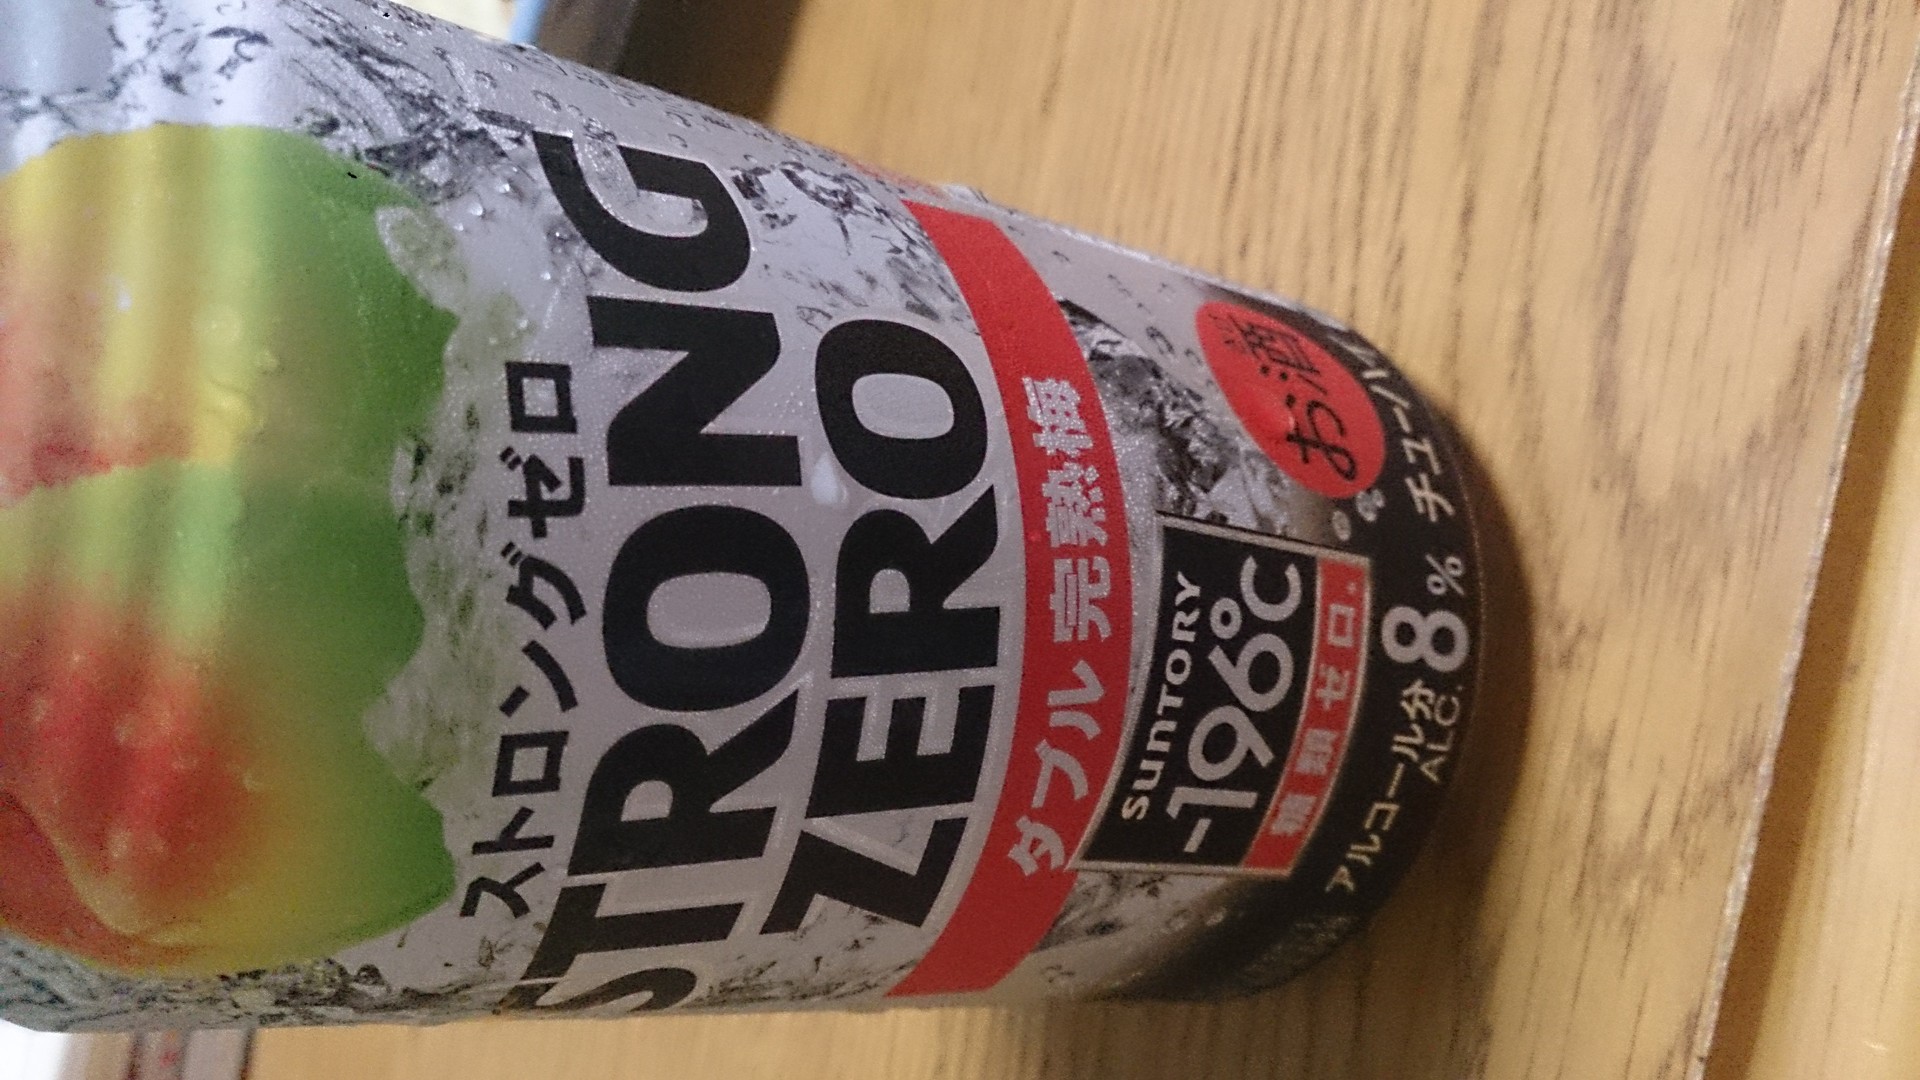 ストロングゼロ
STRONG
ZERO
ダブル 完熟梅
SUNTORY
-196℃
糖類ゼロ。
お酒
アルコール分
ALC.
8%
チューハイ